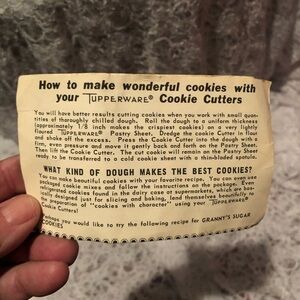 How to make wonderful cookies with
your TUPPERWARE® Cookie Cutters
You will have better results cutting cookies when you work with small quan-
tities of thoroughly chilled dough. Roll the dough to a uniform thickness
(approximately 1/8 inch makes the crispiest cookies) on a very lightly
floured TUPPERWARE® Pastry Sheet. Dredge the cookie Cutter in flour
and shake off the excess. Press the Cookie Cutter into the dough with a
firm, even pressure and move it gently back and forth on the Pastry Sheet.
Then lift the Cookie Cutter. The cut cookie will remain on the Pastry Sheet
ready to be transferred to a cold cookie sheet with a thin-bladed spatula.
WHAT KIND OF DOUGH MAKES THE BEST COOKIES?
You can make beautiful cookies with your favorite recipe. You can even use
packaged cookie mixes and follow the instructions on the package. Even
refrigerated cookie dough found in the dairy case at supermarkets, which are
ically designed just for slicing and baking, lend themselves beautifully to
the preparation of "cookies with character" using your TUPPERWARE®
Cookie Cutters!
haps you would like to try the following recipe for GRANNY'S SUGAR
COOKIES